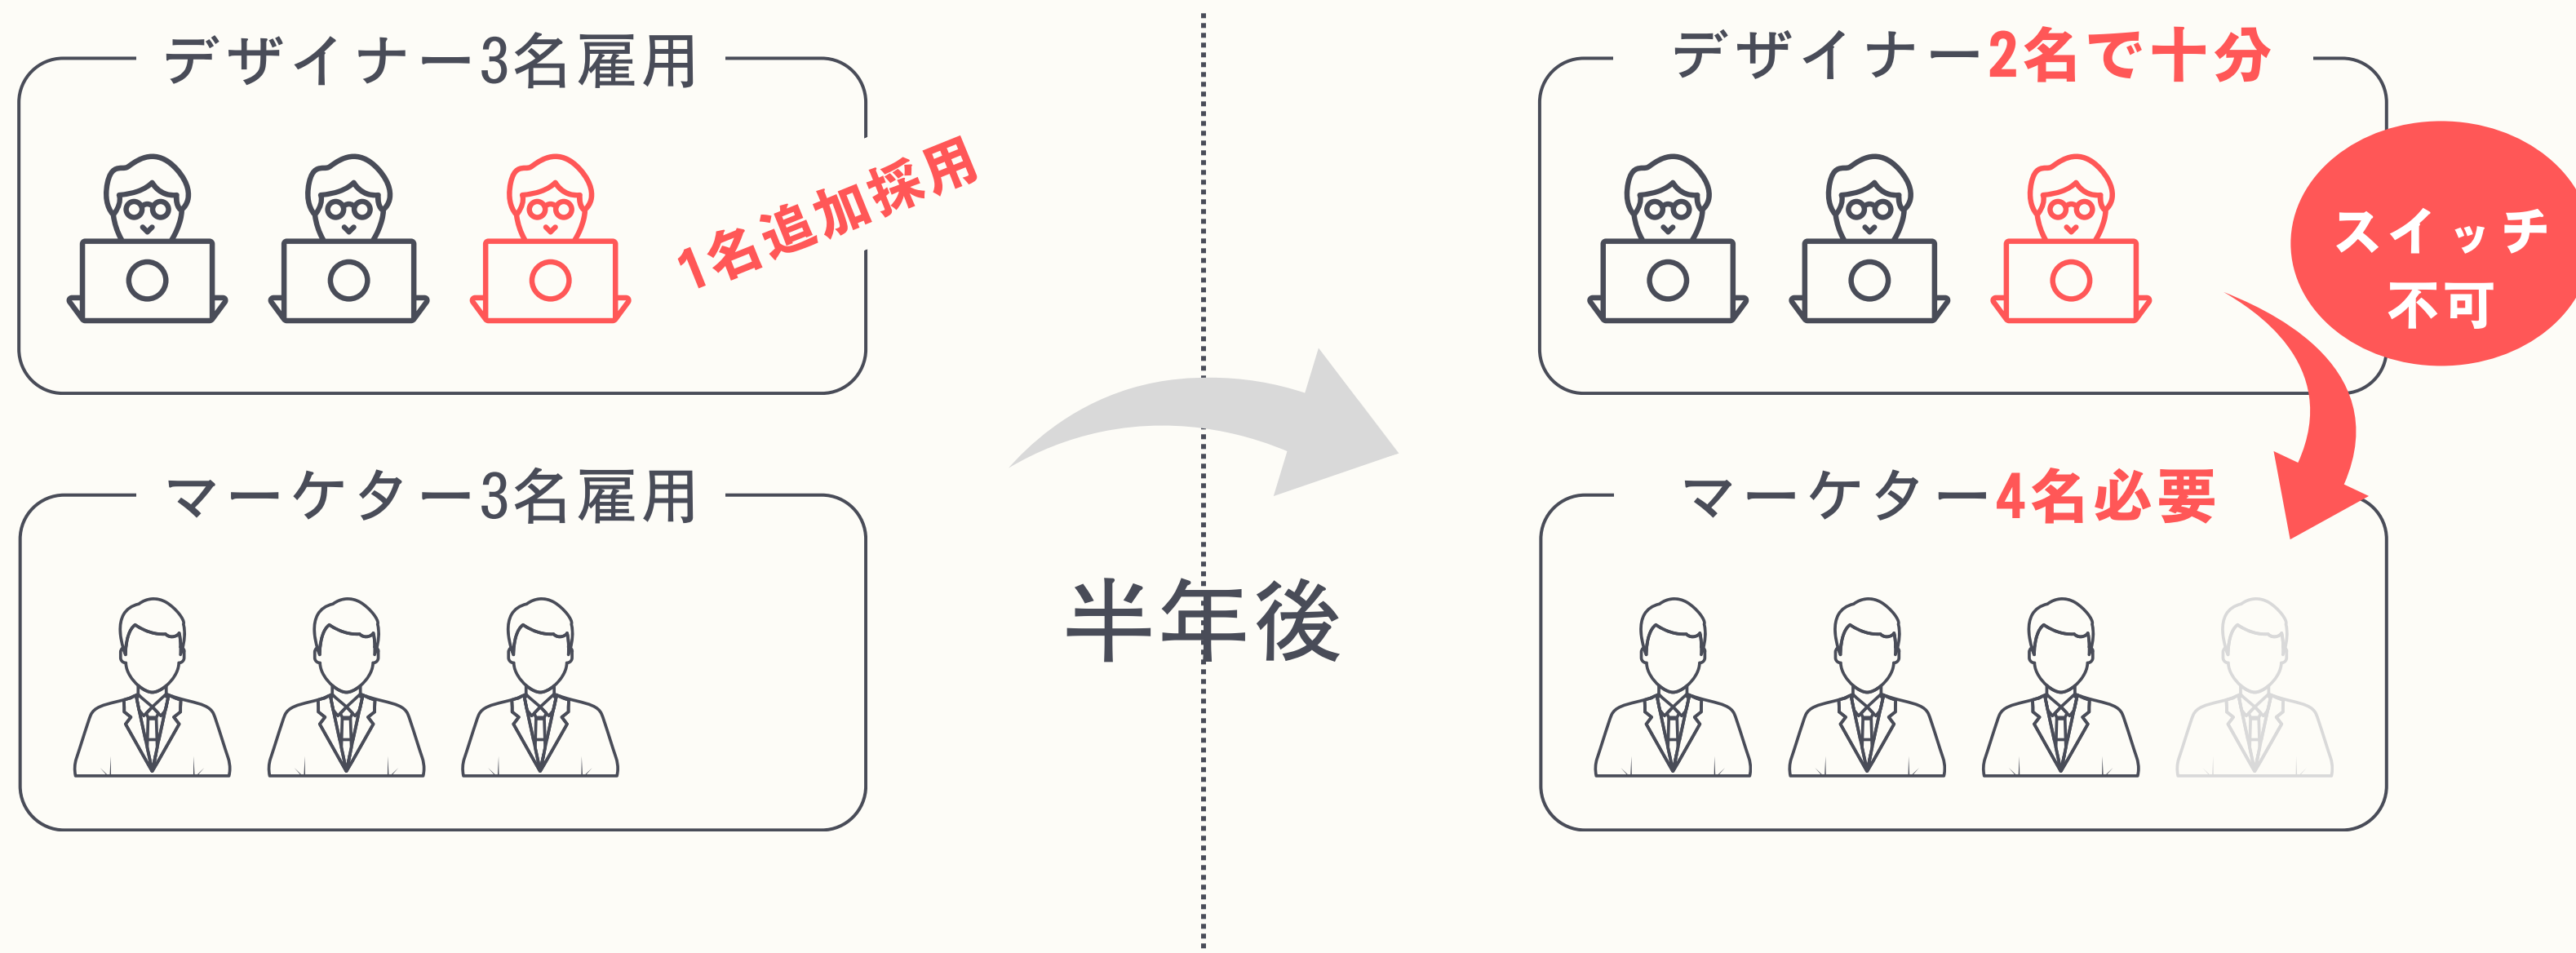 デザイナー3名雇用
1名追加採用
マーケター3名雇用
半年後
デザイナー2名で十分
スイッチ
不可
マーケター4名必要